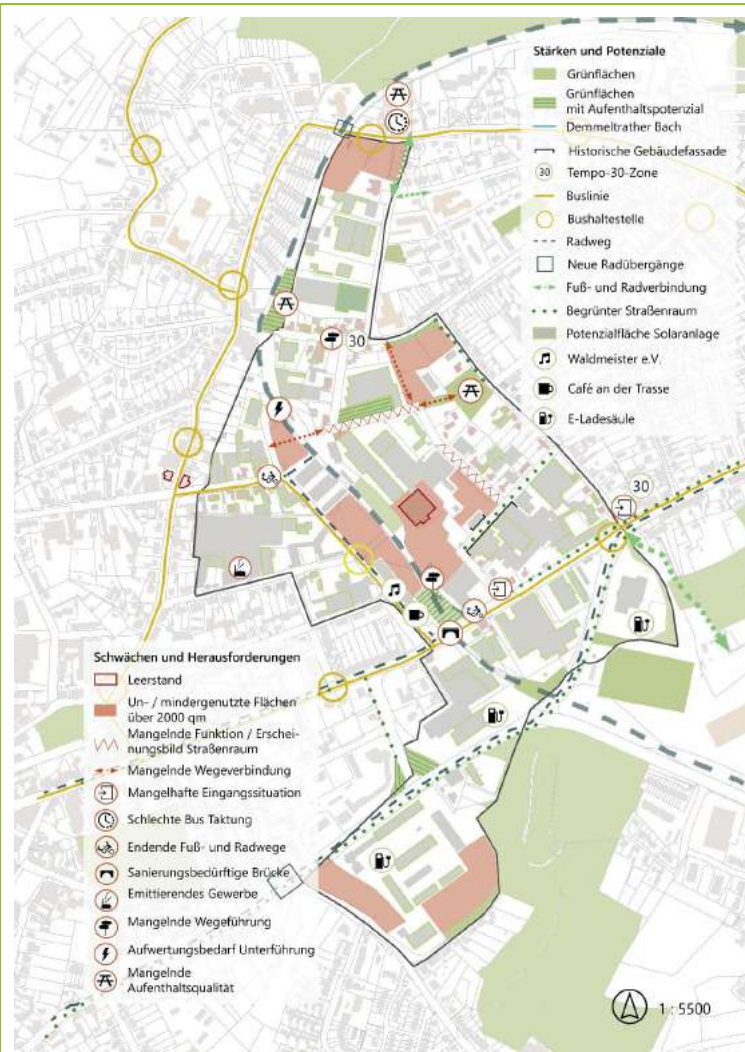 Stärken und Potenziale
Grünflächen
Grünflächen
mit Aufenthaltspotenzial
Demmeltrather Bach
Historische Gebäudefassade
30 Tempo-30-Zone
Buslinie
Bushaltestelle
Radweg
Neue Radübergänge
Fuß- und Radverbindung
Begrünter Straßenraum
Potenzialfläche Solaranlage
Waldmeister e.V.
Café an der Trasse
E-Ladesäule
30
30
Schwächen und Herausforderungen
Leerstand
Un- / mindergenutzte Flächen
über 2000 qm
Mangelnde Funktion / Erschei-
nungsbild Straßenraum
Mangelnde Wegeverbindung
Mangelhafte Eingangssituation
Schlechte Bus Taktung
Endende Fuß- und Radwege
Sanierungsbedürftige Brücke
Emittierendes Gewerbe
Mangelnde Wegeführung
Aufwertungsbedarf Unterführung
Mangelnde
Aufenthaltsqualität
1 : 5500